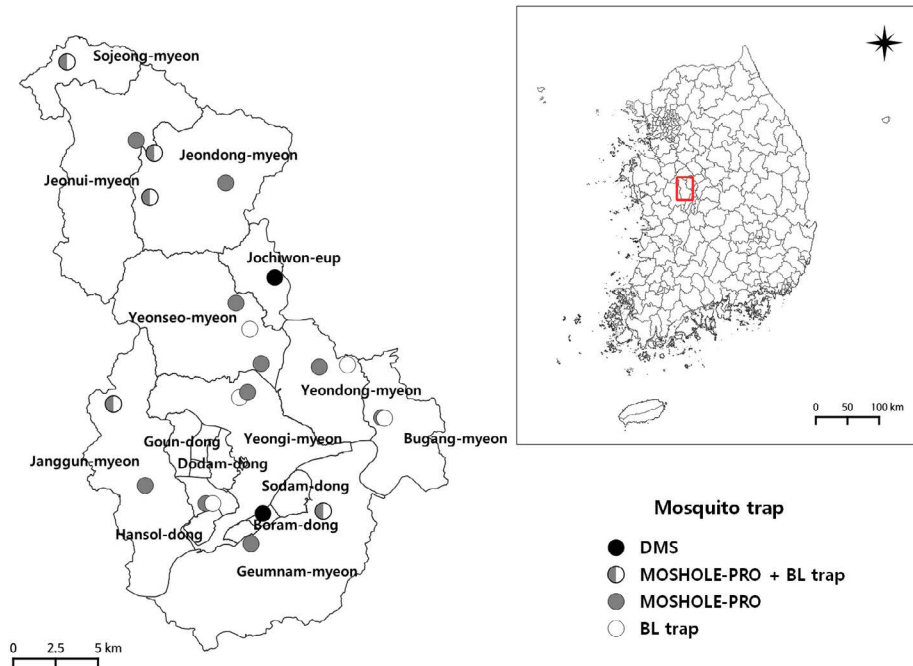 Sojeong-myeon
Jeondong-myeon
Jeonui-myeon
Jochiwon-eup
Yeonseo-myeon
Yeondong-myeon
Goun-dong
Yeongi-myeon
Bugang-myeon
Janggun-myeon
Dodam-dong
Sodam-dong
Hansol-dong
Boram-dong
Geumnam-myeon
0 2.5 5 km
0 50 100 km
Mosquito trap
DMS
MOSHOLE-PRO + BL trap
MOSHOLE-PRO
BL trap